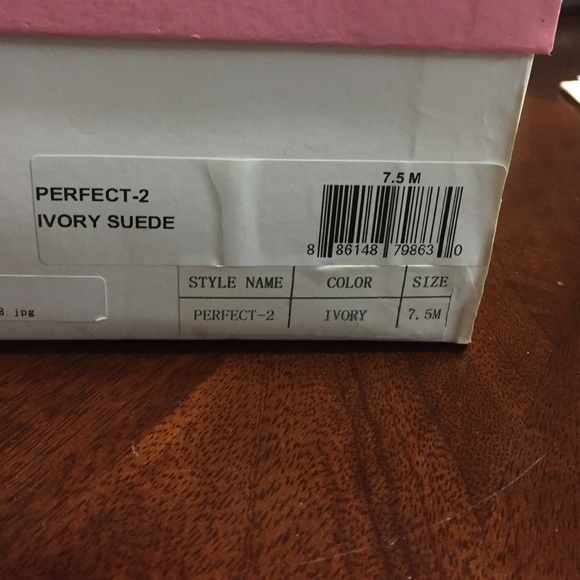 7.5 M
PERFECT-2
IVORY SUEDE
8 86148 79863 0
STYLE NAME COLOR SIZE
PERFECT-2 IVORY 7.5M
8.jpg